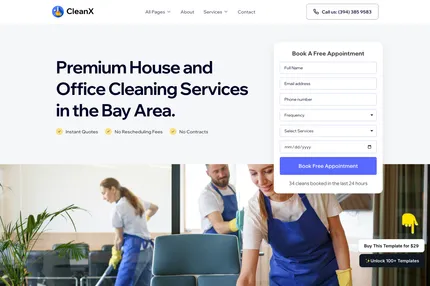 CleanX
All Pages
About
Services
Contact
Call us: (394) 385 9583
Premium House and
Office Cleaning Services
in the Bay Area.
Instant Quotes
No Rescheduling Fees
No Contracts
Book A Free Appointment
Full Name
Email address
Phone number
Frequency
Select Services
mm/dd/yyyy
Book Free Appointment
34 cleans booked in the last 24 hours
Buy This Template for $29
Unlock 100+ Templates